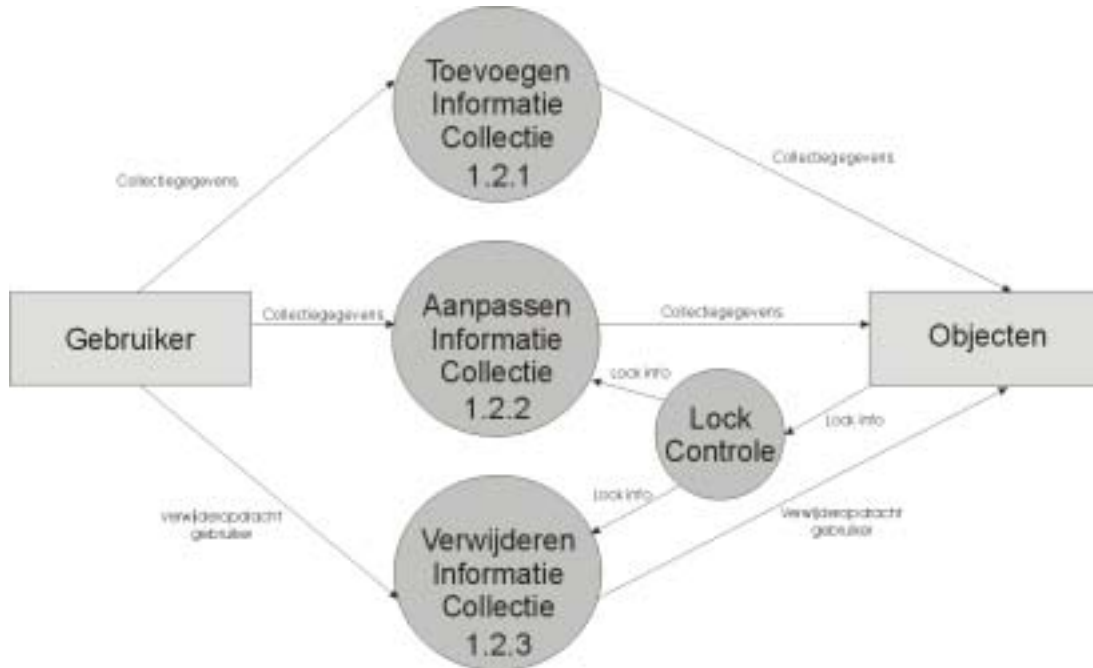 Toevoegen
Informatie
Collectie
1.2.1
Collectiegegevens
Collectiegegevens
Gebruiker
Collectiegegevens
Aanpassen
Informatie
Collectie
1.2.2
Collectiegegevens
Objecten
Lock info
Lock
Controle
Lock info
Lock info
verwijderopdracht
gebruiker
Verwijderen
Informatie
Collectie
1.2.3
Verwijderopdracht
gebruiker